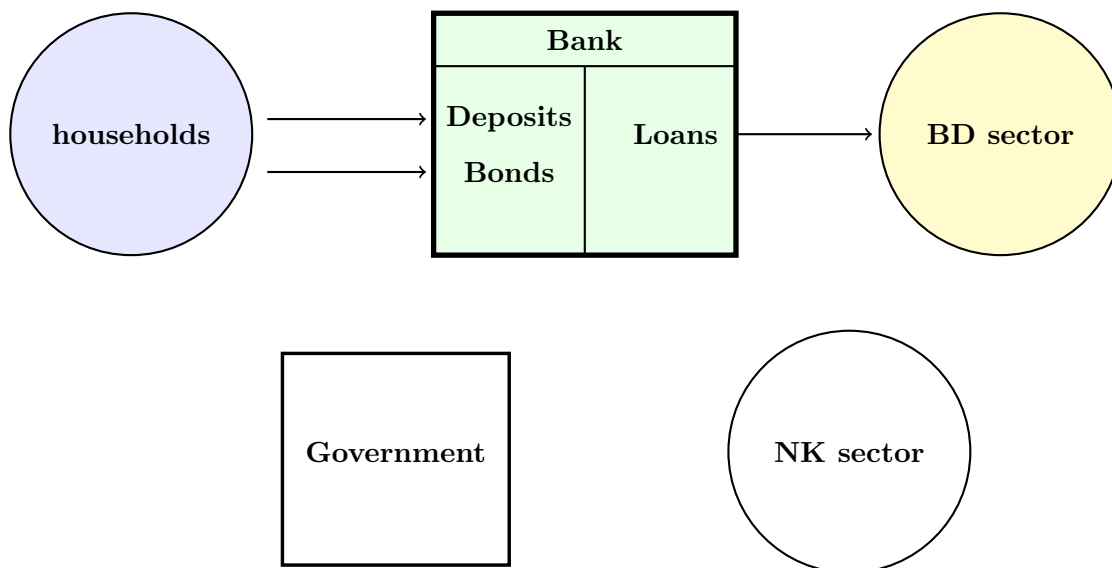 Bank
households
Deposits
Bonds
Loans
BD sector
Government
NK sector